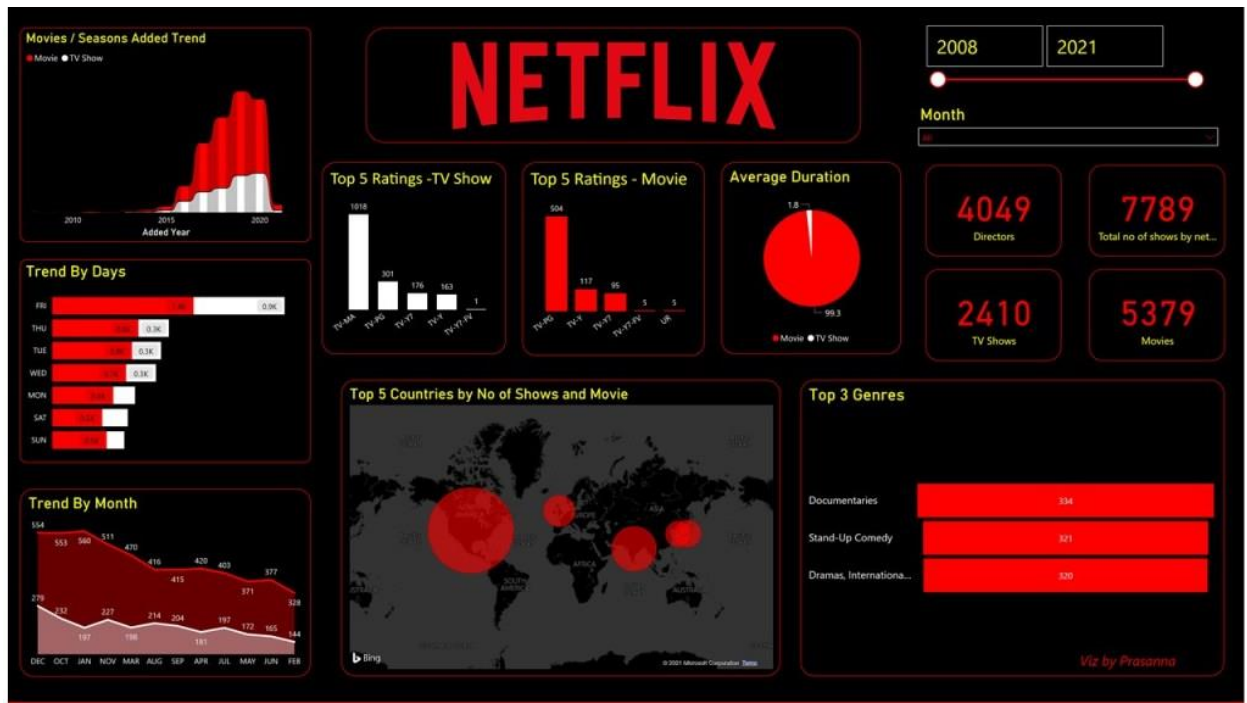 Movies / Seasons Added Trend
Movie TV Show
2010 2015 2020
Added Year
NETFLIX
2008 2021
Month
All
Top 5 Ratings -TV Show
1018
301
176
163
1
TV-MA TV-PG TV-Y7 TV-Y TV-Y7-FV
Top 5 Ratings - Movie
504
117
95
5
5
TV-PG TV-Y TV-Y7 TV-Y7-FV UR
Average Duration
1.8
99.3
Movie TV Show
4049
Directors
7789
Total no of shows by net...
2410
TV Shows
5379
Movies
Trend By Days
FRI 0.9K
THU 0.3K
TUE 0.3K
WED 0.3K
MON
SAT
SUN
Trend By Month
554 553 560 511 470 416 415 420 403 371 377 328
279 232 197 227 198 214 204 181 197 172 165 144
DEC OCT JAN NOV MAR AUG SEP APR JUL MAY JUN FEB
Top 5 Countries by No of Shows and Movie
EUROPE
ASIA
AFRICA
SOUTH
AMERICA
Bing
© 2021 Microsoft Corporation Terms
Top 3 Genres
Documentaries 334
Stand-Up Comedy 321
Dramas, Internationa... 320
Viz by Prasanna